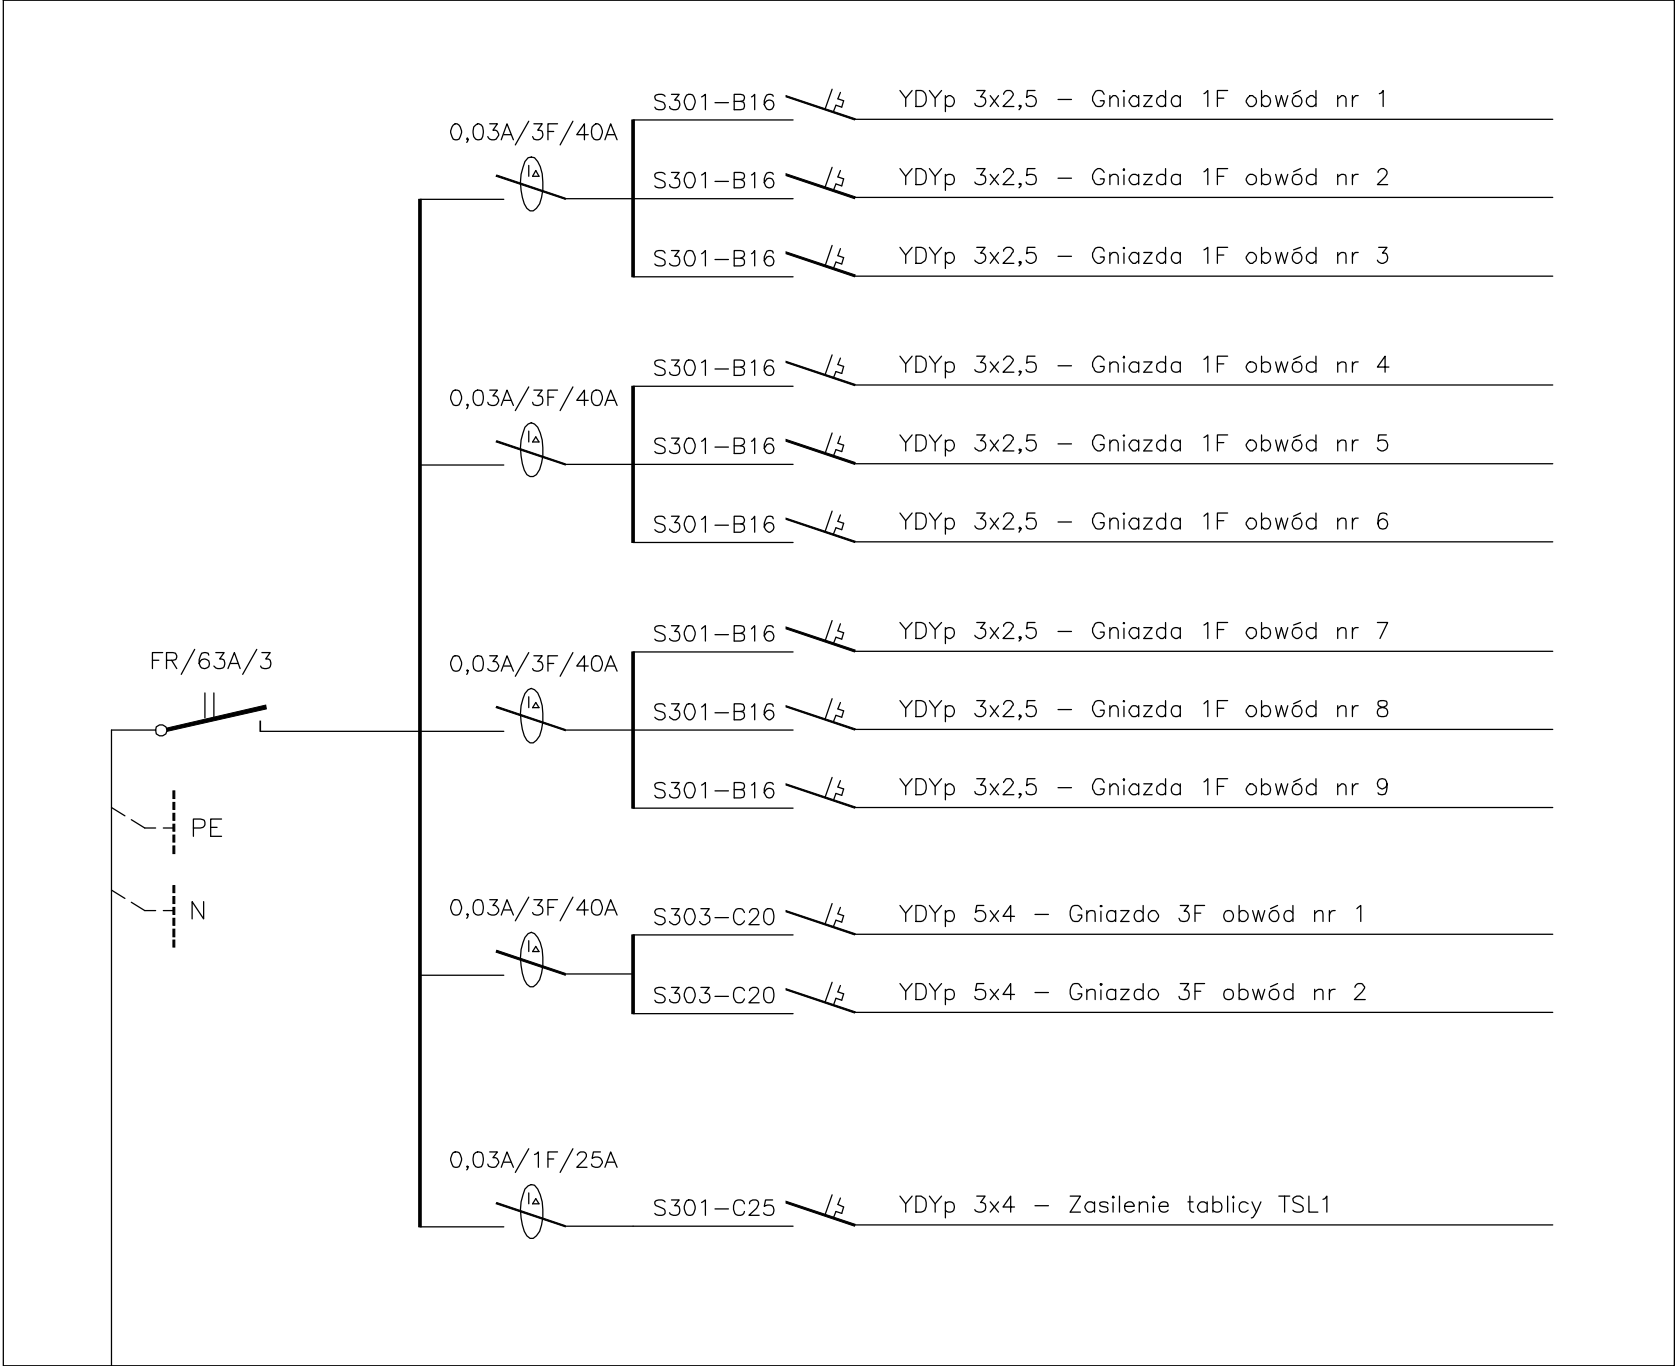 S301-B16 YDYp 3x2,5 - Gniazda 1F obwód nr 1
0,03A/3F/40A
S301-B16 YDYp 3x2,5 - Gniazda 1F obwód nr 2
S301-B16 YDYp 3x2,5 - Gniazda 1F obwód nr 3
S301-B16 YDYp 3x2,5 - Gniazda 1F obwód nr 4
0,03A/3F/40A
S301-B16 YDYp 3x2,5 - Gniazda 1F obwód nr 5
S301-B16 YDYp 3x2,5 - Gniazda 1F obwód nr 6
S301-B16 YDYp 3x2,5 - Gniazda 1F obwód nr 7
FR/63A/3
0,03A/3F/40A
S301-B16 YDYp 3x2,5 - Gniazda 1F obwód nr 8
S301-B16 YDYp 3x2,5 - Gniazda 1F obwód nr 9
PE
N
0,03A/3F/40A
S303-C20 YDYp 5x4 - Gniazdo 3F obwód nr 1
S303-C20 YDYp 5x4 - Gniazdo 3F obwód nr 2
0,03A/1F/25A
S301-C25 YDYp 3x4 - Zasilenie tablicy TSL1
IΔ
IΔ
IΔ
IΔ
IΔ